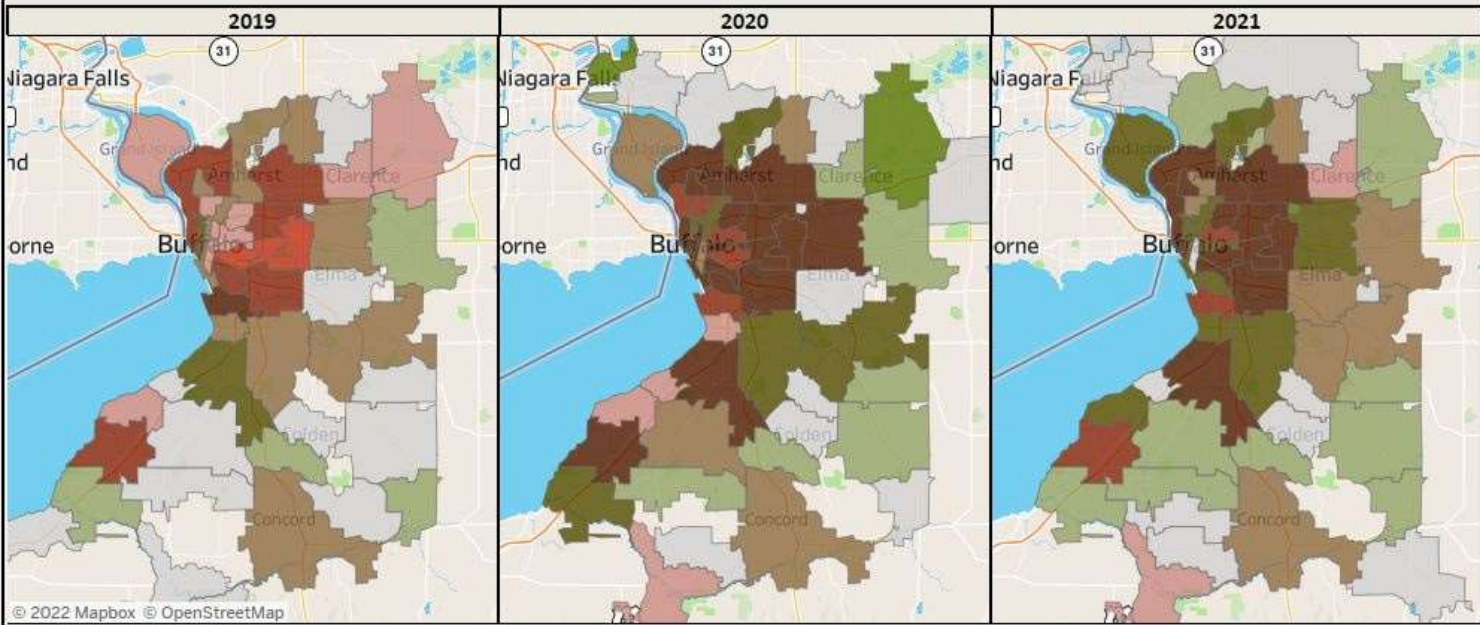 2019
31
Niagara Falls
Grand Island
nd
Amherst
Clarence
orne
Buffalo
Elma
Colden
Concord
© 2022 Mapbox © OpenStreetMap
2020
31
Niagara Falls
Grand Island
nd
Amherst
Clarence
orne
Buffalo
Elma
Colden
Concord
2021
31
Niagara Falls
Grand Island
nd
Amherst
Clarence
orne
Buffalo
Elma
Colden
Concord